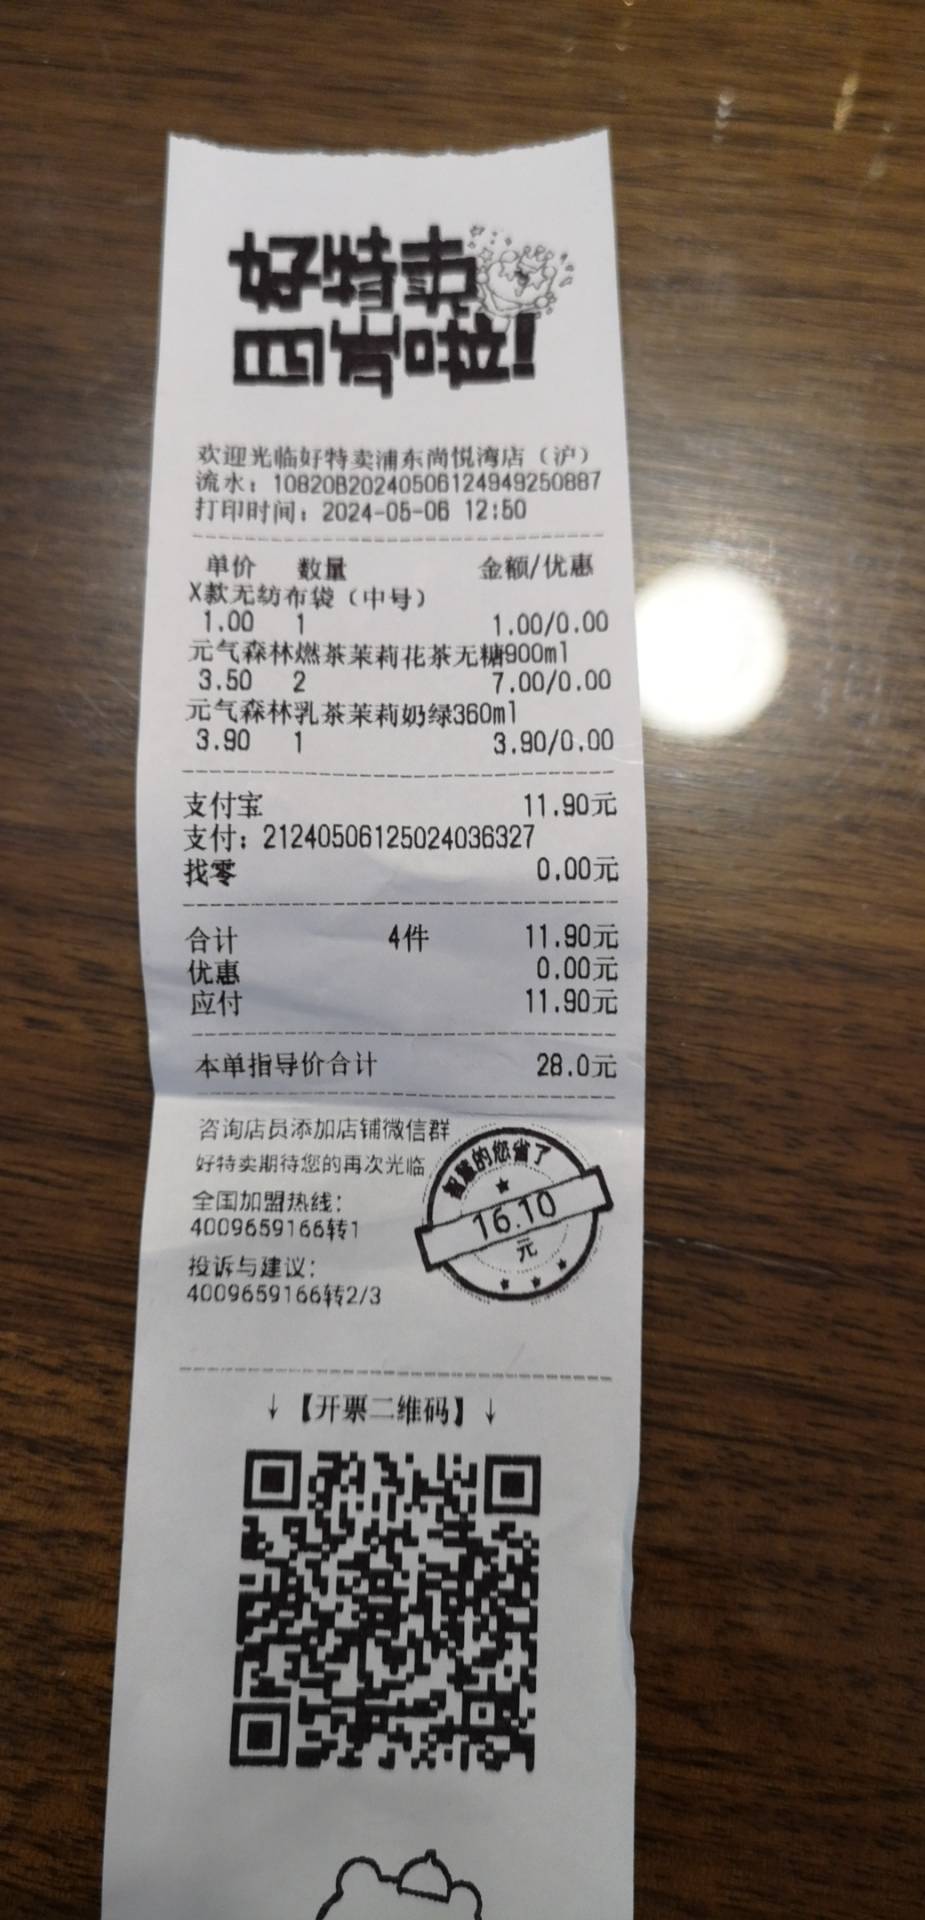 好特卖
欢迎光临好特卖浦东尚悦湾店（沪）
流水：10820B20240506124949250887
打印时间：2024-05-06 12:50
单价 数量 金额/优惠
X款无纺布袋（中号）
1.00 1 1.00/0.00
元气森林燃茶茉莉花茶无糖900ml
3.50 2 7.00/0.00
元气森林乳茶茉莉奶绿360ml
3.90 1 3.90/0.00
支付宝 11.90元
支付：21240506125024036327
找零 0.00元
合计 4件 11.90元
优惠 0.00元
应付 11.90元
本单指导价合计 28.0元
咨询店员添加店铺微信群
好特卖期待您的再次光临
全国加盟热线：
4009659166转1
投诉与建议：
4009659166转2/3
智慧的您省了
16.10
元
↓【开票二维码】↓